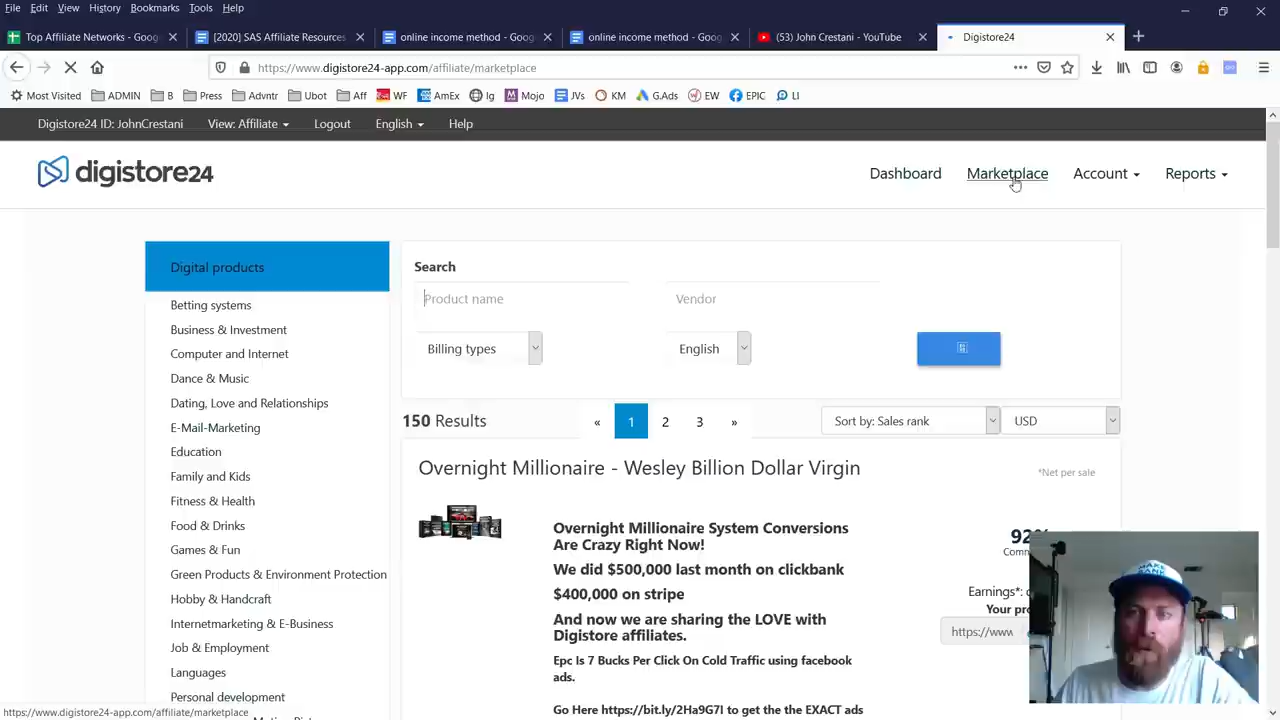 File Edit View History Bookmarks Tools Help
Top Affiliate Networks - Goog
[2020] SAS Affiliate Resources
online income method - Goog
online income method - Goog
(53) John Crestani - YouTube
Digistore24
https://www.digistore24-app.com/affiliate/marketplace
Most Visited ADMIN B Press Advntr Ubot Aff WF AmEx Ig Mojo JVs KM G.Ads EW EPIC LI
Digistore24 ID: JohnCrestani View: Affiliate Logout English Help
digistore24
Dashboard Marketplace Account Reports
Digital products
Betting systems
Business & Investment
Computer and Internet
Dance & Music
Dating, Love and Relationships
E-Mail-Marketing
Education
Family and Kids
Fitness & Health
Food & Drinks
Games & Fun
Green Products & Environment Protection
Hobby & Handcraft
Internetmarketing & E-Business
Job & Employment
Languages
Personal development
https://www.digistore24-app.com/affiliate/marketplace
Search
Product name Vendor
Billing types English
150 Results « 1 2 3 » Sort by: Sales rank USD
Overnight Millionaire - Wesley Billion Dollar Virgin
*Net per sale
Overnight Millionaire System Conversions
Are Crazy Right Now!
We did $500,000 last month on clickbank
$400,000 on stripe
And now we are sharing the LOVE with
Digistore affiliates.
Epc Is 7 Bucks Per Click On Cold Traffic using facebook
ads.
Go Here https://bit.ly/2Ha9G7I to get the the EXACT ads
92%
Comm
Earnings*:
Your pro
https://www